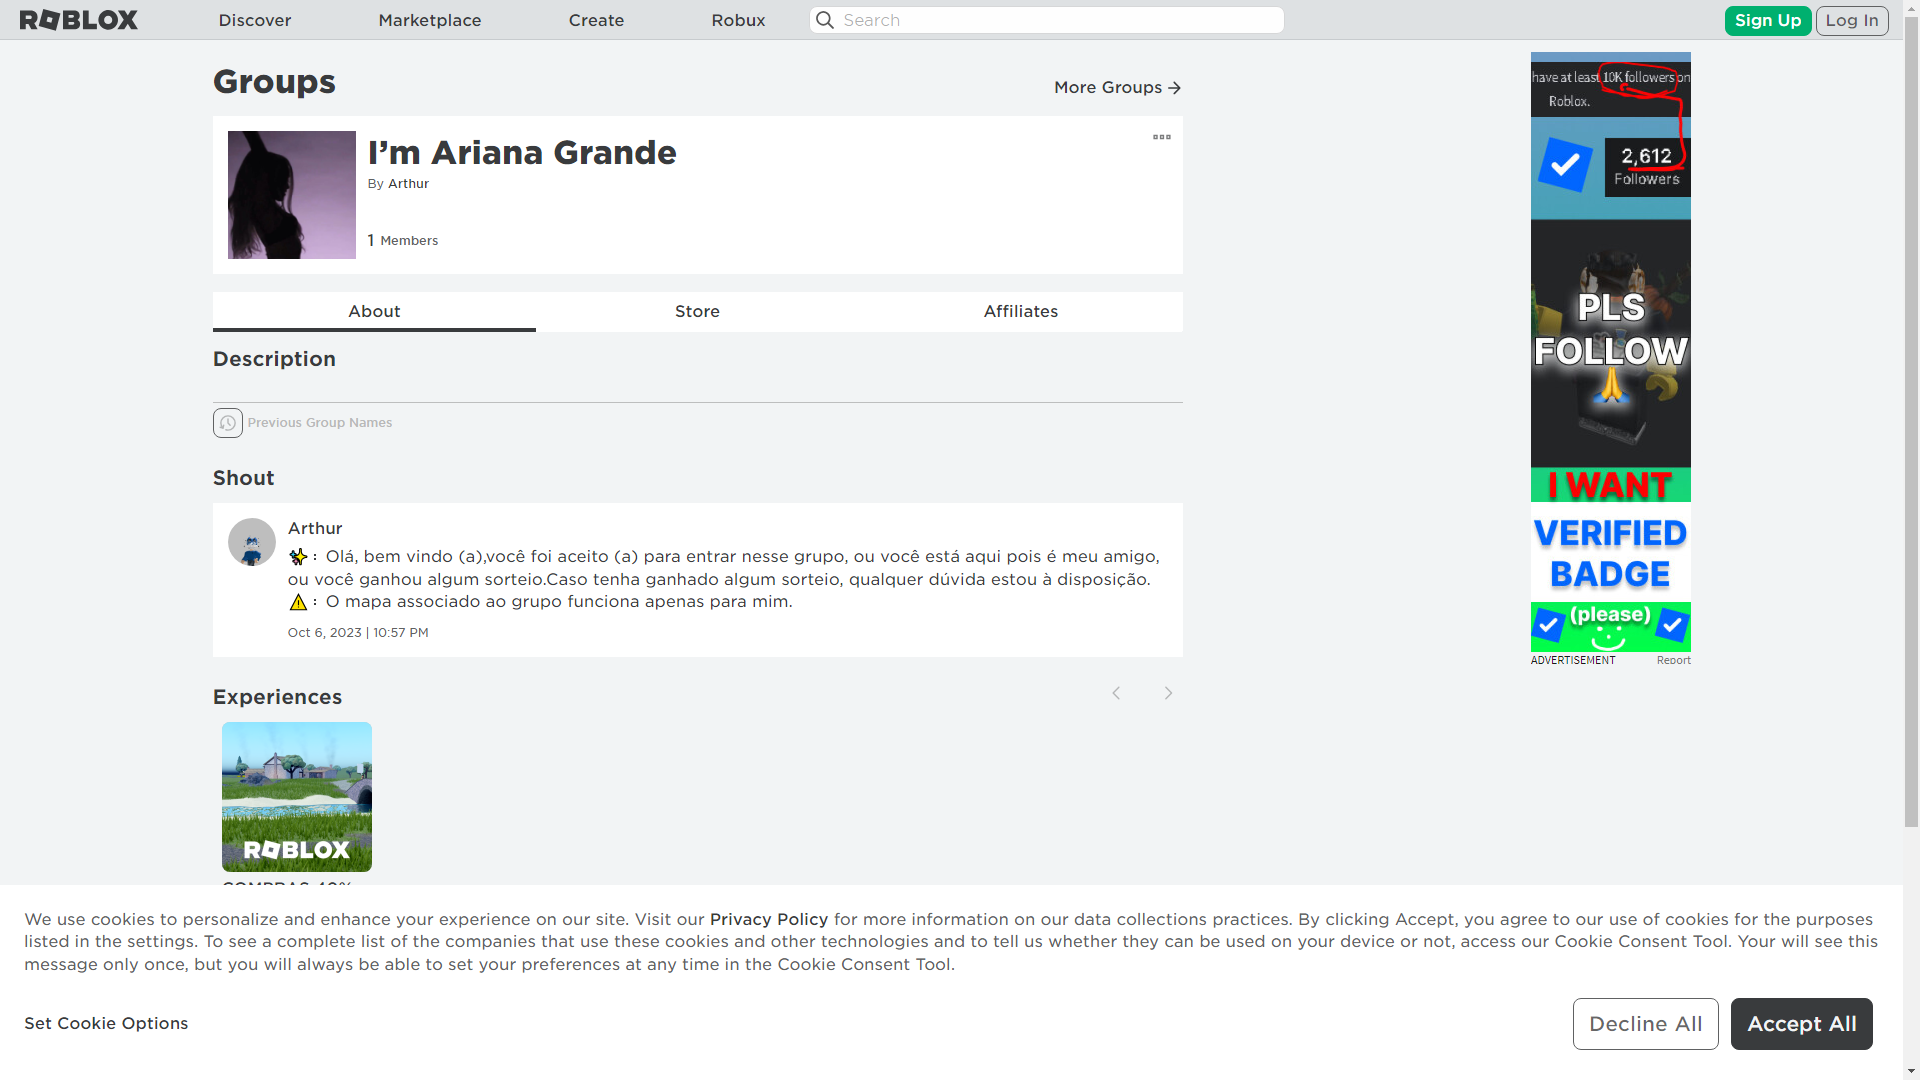 ROBLOX
Discover
Marketplace
Create
Robux
Search
Sign Up
Log In
Groups
More Groups
I’m Ariana Grande
By Arthur
1 Members
About
Store
Affiliates
Description
Previous Group Names
Shout
Arthur
✨ : Olá, bem vindo (a),você foi aceito (a) para entrar nesse grupo, ou você está aqui pois é meu amigo,
ou você ganhou algum sorteio.Caso tenha ganhado algum sorteio, qualquer dúvida estou à disposição.
⚠ : O mapa associado ao grupo funciona apenas para mim.
Oct 6, 2023 | 10:57 PM
Experiences
ROBLOX
COMPRAS 40%
have at least 10K followers on
Roblox.
2,612
Followers
PLS
FOLLOW
🙏
I WANT
VERIFIED
BADGE
(please)
ADVERTISEMENT
Report
We use cookies to personalize and enhance your experience on our site. Visit our Privacy Policy for more information on our data collections practices. By clicking Accept, you agree to our use of cookies for the purposes
listed in the settings. To see a complete list of the companies that use these cookies and other technologies and to tell us whether they can be used on your device or not, access our Cookie Consent Tool. Your will see this
message only once, but you will always be able to set your preferences at any time in the Cookie Consent Tool.
Set Cookie Options
Decline All
Accept All